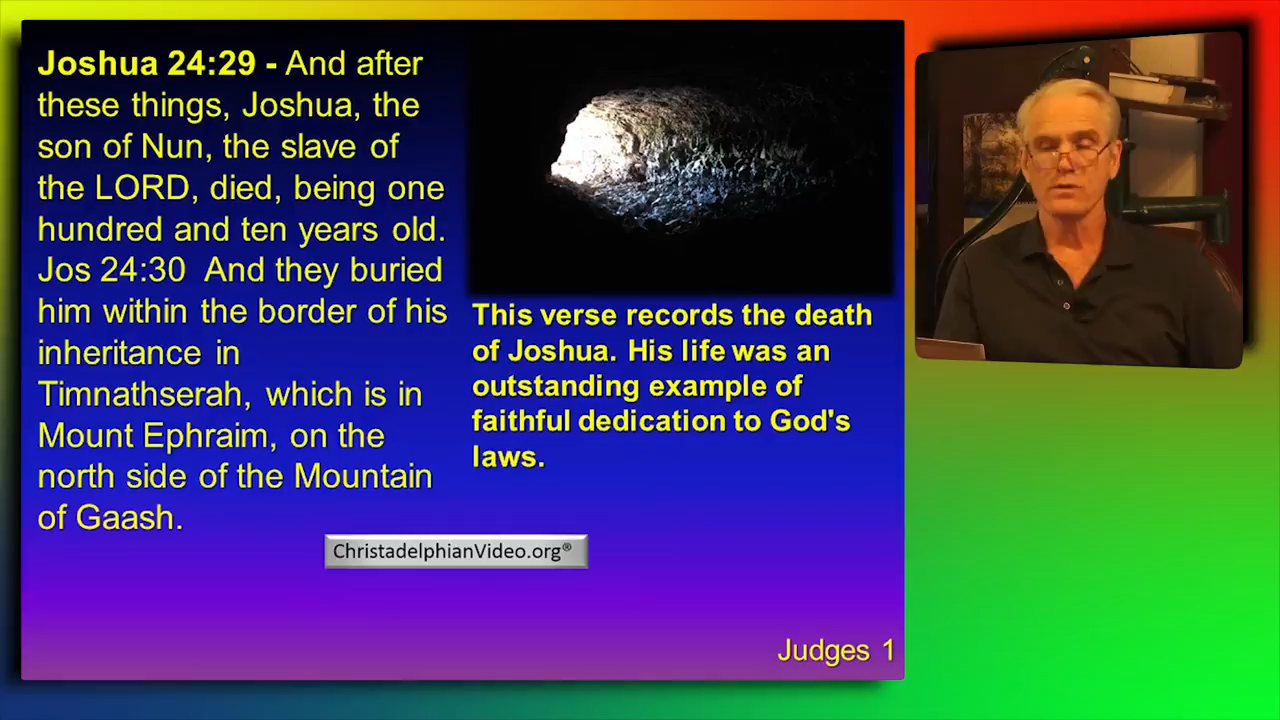 Joshua 24:29 - And after
these things, Joshua, the
son of Nun, the slave of
the LORD, died, being one
hundred and ten years old.
Jos 24:30  And they buried
him within the border of his
inheritance in
Timnathserah, which is in
Mount Ephraim, on the
north side of the Mountain
of Gaash.
This verse records the death
of Joshua. His life was an
outstanding example of
faithful dedication to God's
laws.
ChristadelphianVideo.org®
Judges 1